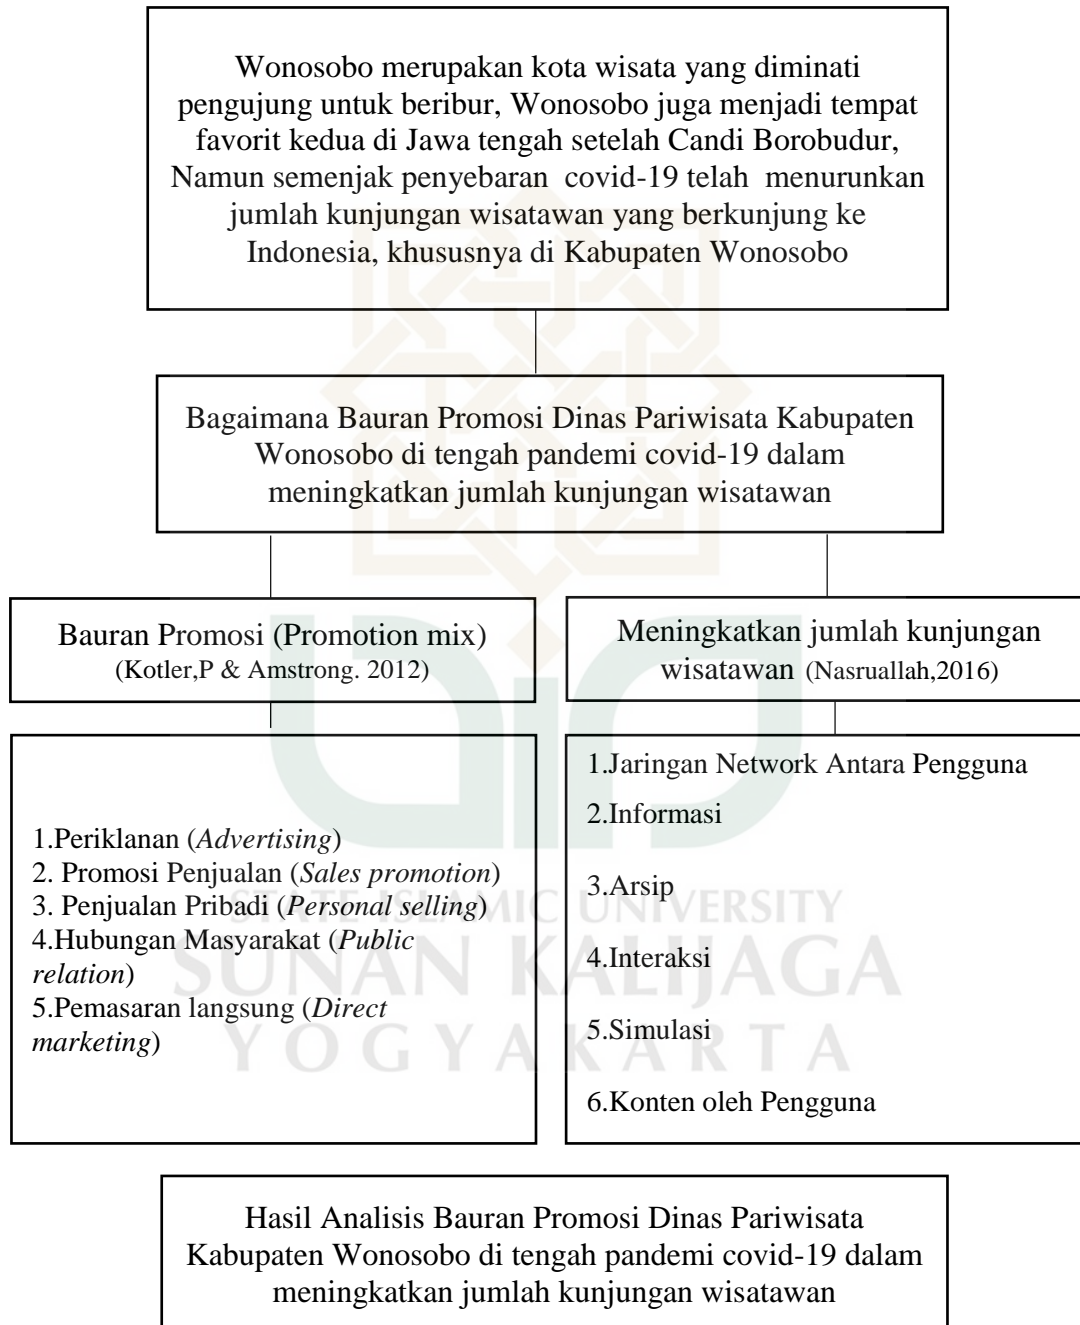 Wonosobo merupakan kota wisata yang diminati
pengujung untuk beribur, Wonosobo juga menjadi tempat
favorit kedua di Jawa tengah setelah Candi Borobudur,
Namun semenjak penyebaran covid-19 telah menurunkan
jumlah kunjungan wisatawan yang berkunjung ke
Indonesia, khususnya di Kabupaten Wonosobo
Bagaimana Bauran Promosi Dinas Pariwisata Kabupaten
Wonosobo di tengah pandemi covid-19 dalam
meningkatkan jumlah kunjungan wisatawan
Bauran Promosi (Promotion mix)
(Kotler,P & Amstrong. 2012)
Meningkatkan jumlah kunjungan
wisatawan (Nasruallah,2016)
1.Periklanan (Advertising)
2. Promosi Penjualan (Sales promotion)
3. Penjualan Pribadi (Personal selling)
4.Hubungan Masyarakat (Public
relation)
5.Pemasaran langsung (Direct
marketing)
1.Jaringan Network Antara Pengguna
2.Informasi
3.Arsip
4.Interaksi
5.Simulasi
6.Konten oleh Pengguna
STATE ISLAMIC UNIVERSITY
SUNAN KALIJAGA
YOGYAKARTA
Hasil Analisis Bauran Promosi Dinas Pariwisata
Kabupaten Wonosobo di tengah pandemi covid-19 dalam
meningkatkan jumlah kunjungan wisatawan